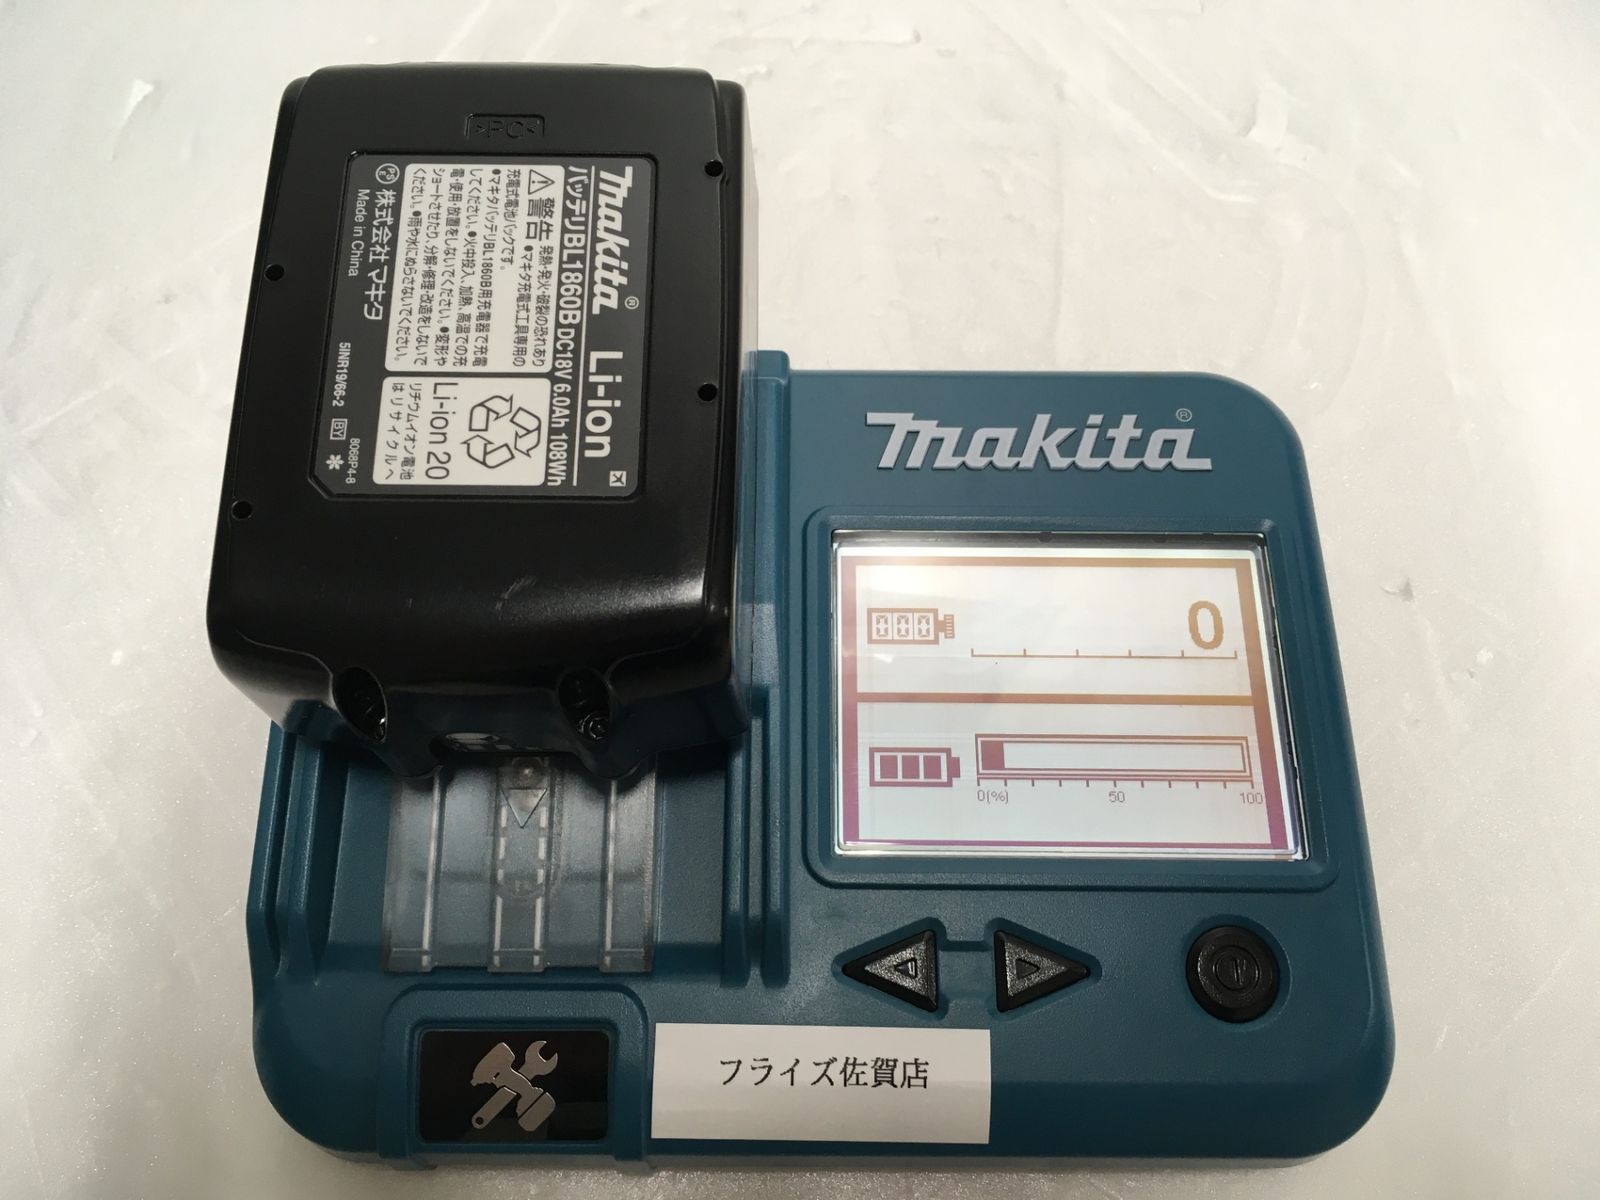 >PC<
makita®
Li-ion
バッテリBL1860B DC18V 6.0Ah 108Wh
警告 発熱・発火・破裂の恐れあり
●マキタ充電式工具専用の
充電式電池パックです。
●マキタバッテリBL1860B用充電器で充電
してください。●火中投入、加熱、高温での充
電・使用・放置をしないでください。●変形や
ショートさせたり、分解・修理・改造をしないで
ください。●雨や水にぬらさないでください。
PSE 株式会社 マキタ
Made in China
Li-ion 20
リチウムイオン電池
はリサイクルへ
5INR19/66-2 BY
8068P4-8
makita®
000
0
0(%) 50 100
フライズ佐賀店